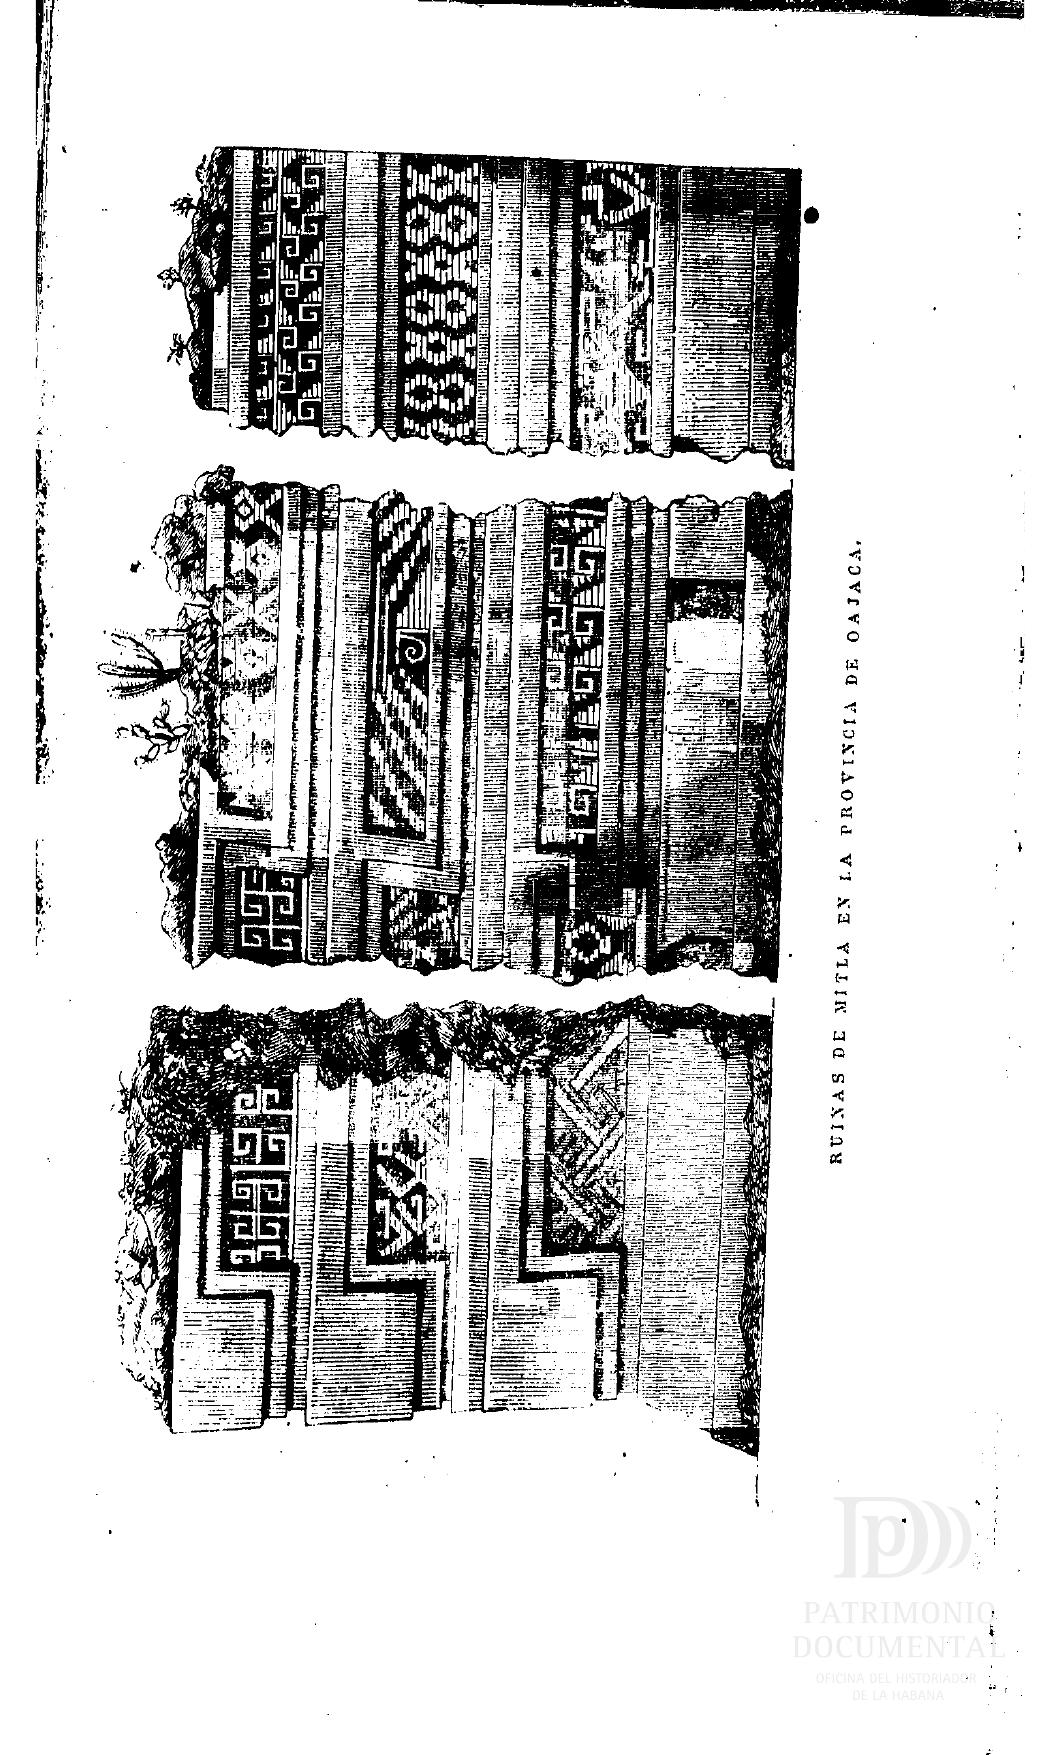 RUINAS DE MITLA EN LA PROVINCIA DE OAJACA.
PATRIMONIO
DOCUMENTAL
OFICINA DEL HISTORIADOR
DE LA HABANA